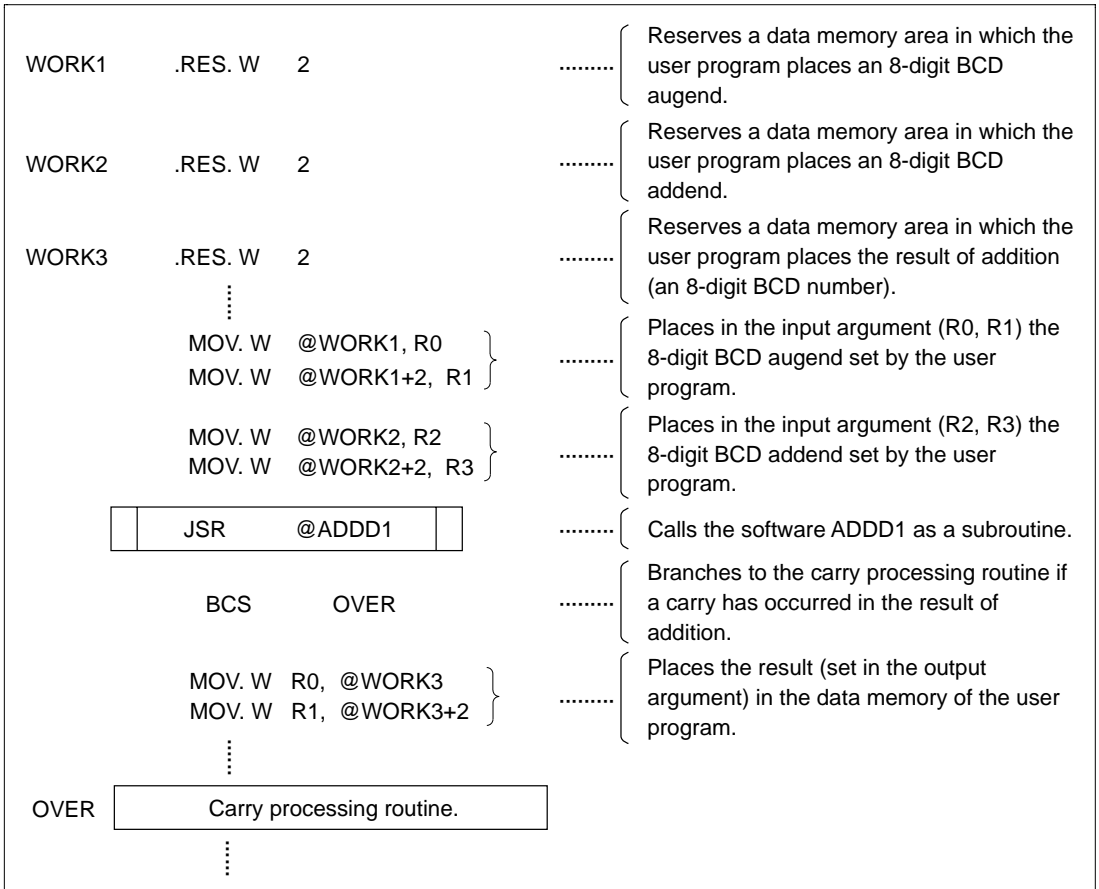 WORK1 .RES. W 2 ......... Reserves a data memory area in which the
user program places an 8-digit BCD
augend.
WORK2 .RES. W 2 ......... Reserves a data memory area in which the
user program places an 8-digit BCD
addend.
WORK3 .RES. W 2 ......... Reserves a data memory area in which the
user program places the result of addition
(an 8-digit BCD number).
MOV. W @WORK1, R0
MOV. W @WORK1+2, R1
......... Places in the input argument (R0, R1) the
8-digit BCD augend set by the user
program.
MOV. W @WORK2, R2
MOV. W @WORK2+2, R3
......... Places in the input argument (R2, R3) the
8-digit BCD addend set by the user
program.
JSR @ADDD1 ......... Calls the software ADDD1 as a subroutine.
BCS OVER ......... Branches to the carry processing routine if
a carry has occurred in the result of
addition.
MOV. W R0, @WORK3
MOV. W R1, @WORK3+2
......... Places the result (set in the output
argument) in the data memory of the user
program.
OVER Carry processing routine.